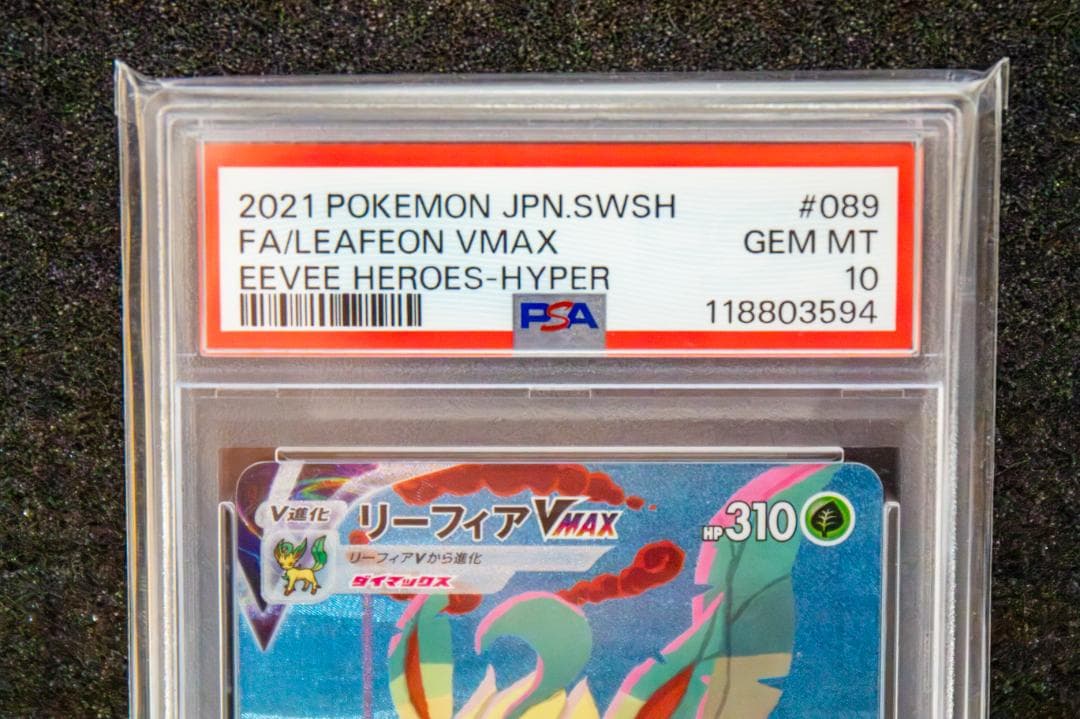 2021 POKEMON JPN.SWSH #089
FA/LEAFEON VMAX GEM MT
EEVEE HEROES-HYPER 10
PSA 118803594
V進化 リーフィアVMAX HP310
リーフィアVから進化
ダイマックス